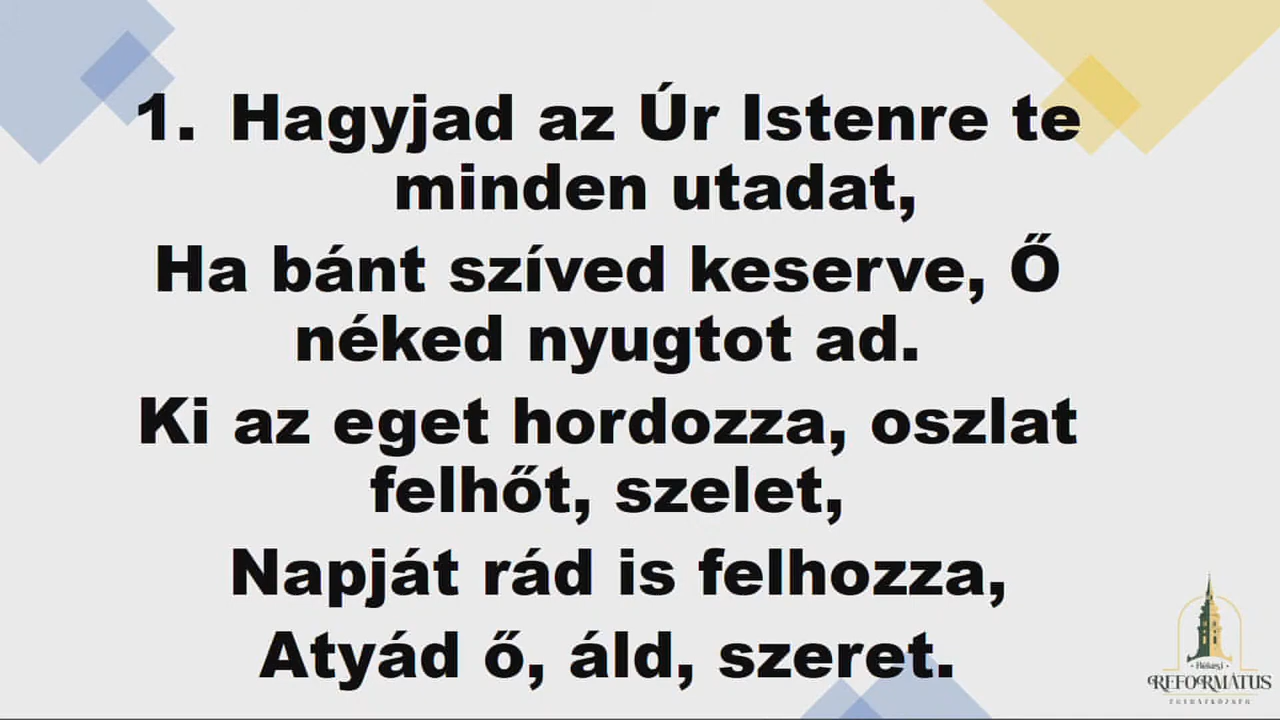 1. Hagyjad az Úr Istenre te
minden utadat,
Ha bánt szíved keserve, Ő
néked nyugtot ad.
Ki az eget hordozza, oszlat
felhőt, szelet,
Napját rád is felhozza,
Atyád ő, áld, szeret.
REFORMÁTUS
EGYHÁZKÖZSÉG